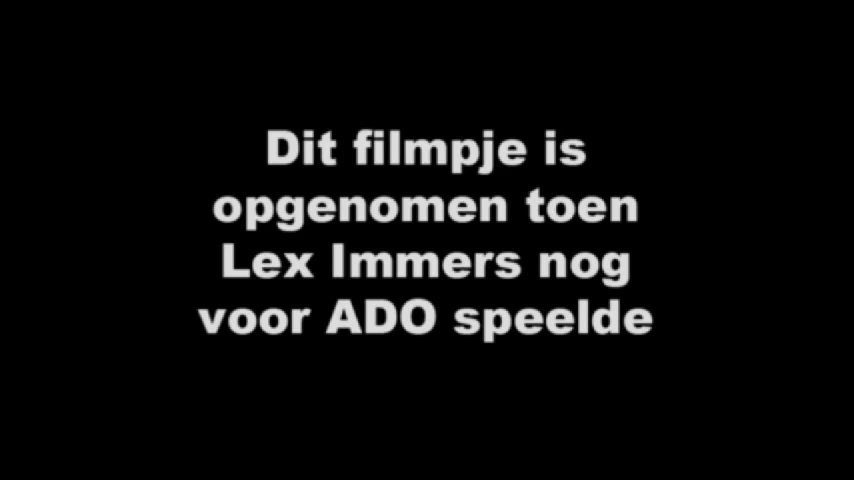 Dit filmpje is
opgenomen toen
Lex Immers nog
voor ADO speelde